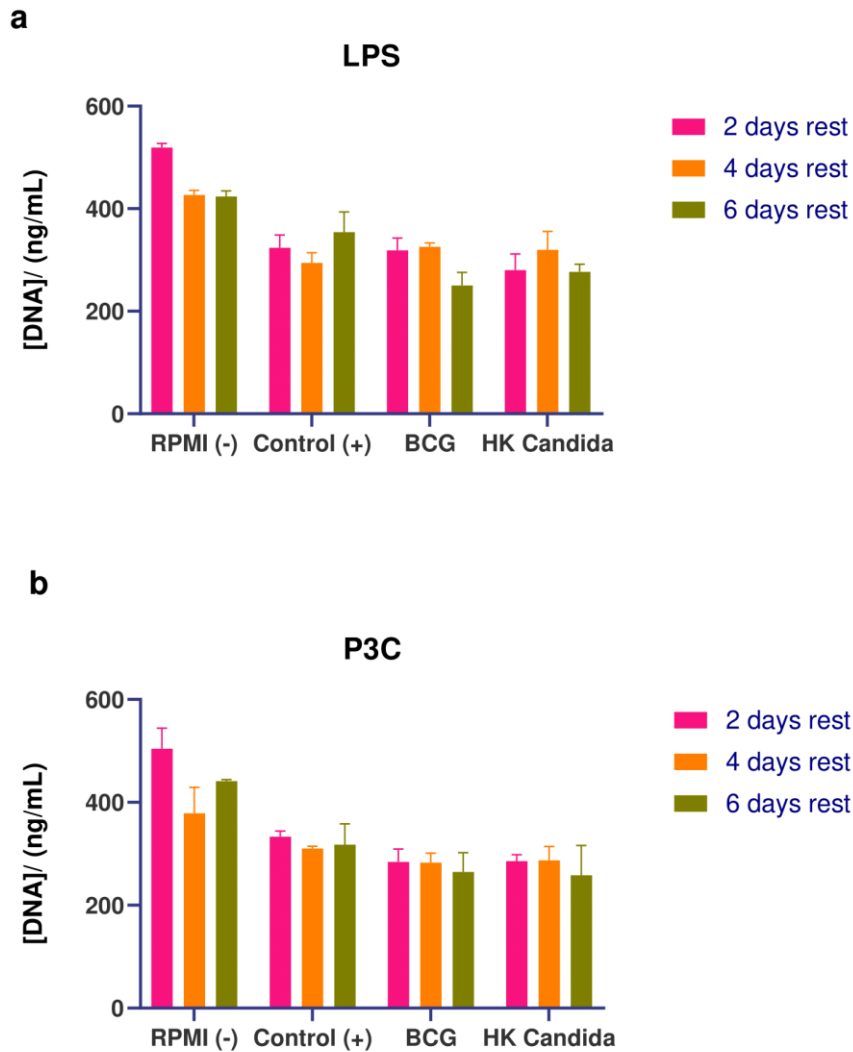 a
LPS
600
400
200
0
[DNA]/ (ng/mL)
RPMI (-) Control (+) BCG HK Candida
2 days rest
4 days rest
6 days rest
b
P3C
600
400
200
0
[DNA]/ (ng/mL)
RPMI (-) Control (+) BCG HK Candida
2 days rest
4 days rest
6 days rest